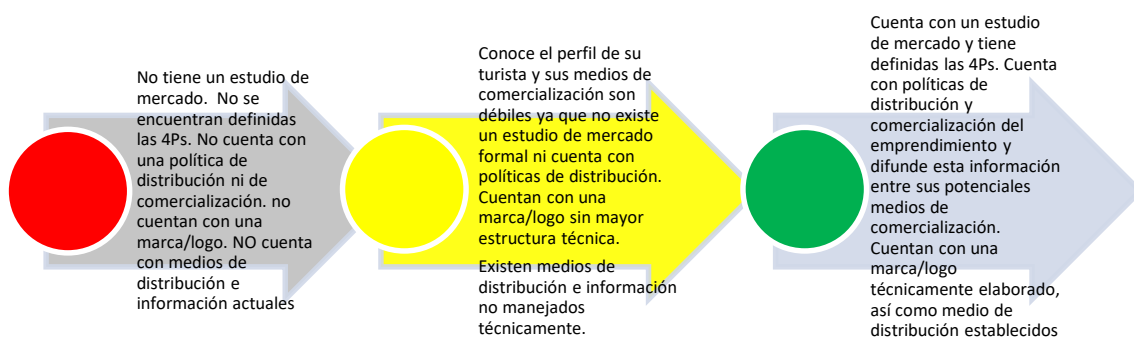 No tiene un estudio de
mercado.  No se
encuentran definidas
las 4Ps. No cuenta con
una política de
distribución ni de
comercialización. no
cuentan con una
marca/logo. NO cuenta
con medios de
distribución e
información actuales
Conoce el perfil de su
turista y sus medios de
comercialización son
débiles ya que no existe
un estudio de mercado
formal ni cuenta con
políticas de distribución.
Cuentan con una
marca/logo sin mayor
estructura técnica.
Existen medios de
distribución e información
no manejados
técnicamente.
Cuenta con un estudio
de mercado y tiene
definidas las 4Ps. Cuenta
con políticas de
distribución y
comercialización del
emprendimiento y
difunde esta información
entre sus potenciales
medios de
comercialización.
Cuentan con una
marca/logo
técnicamente elaborado,
así como medio de
distribución establecidos